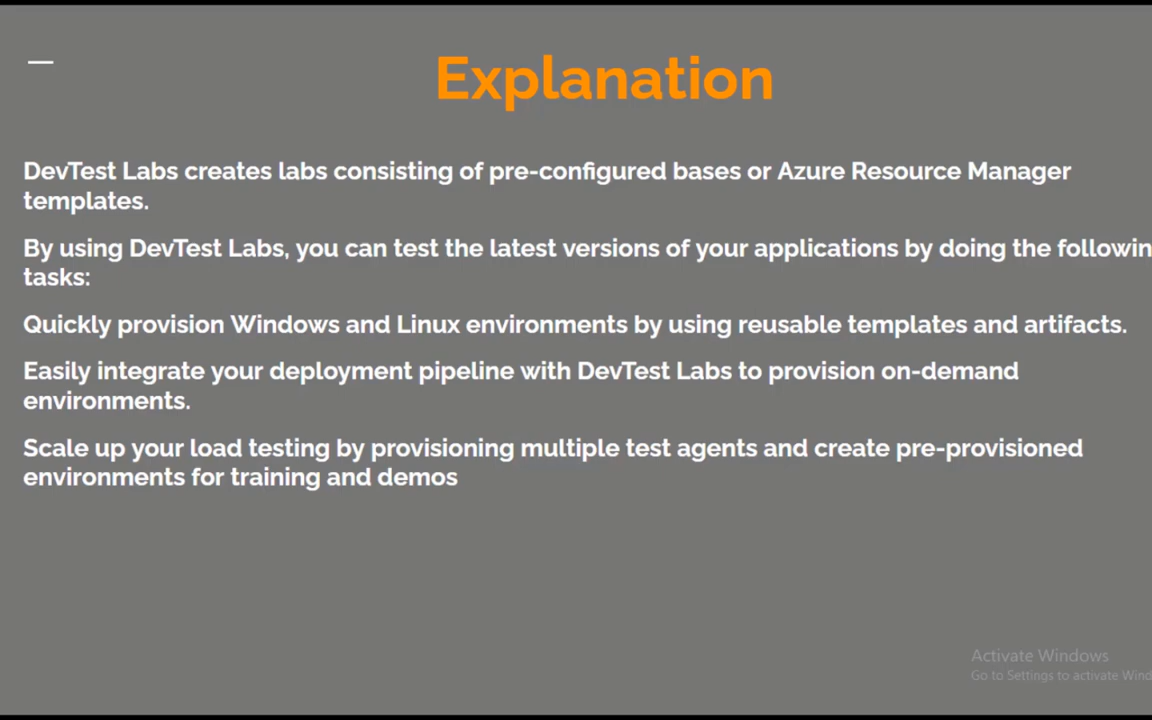 Explanation
DevTest Labs creates labs consisting of pre-configured bases or Azure Resource Manager
templates.
By using DevTest Labs, you can test the latest versions of your applications by doing the followin
tasks:
Quickly provision Windows and Linux environments by using reusable templates and artifacts.
Easily integrate your deployment pipeline with DevTest Labs to provision on-demand
environments.
Scale up your load testing by provisioning multiple test agents and create pre-provisioned
environments for training and demos
Activate Windows
Go to Settings to activate Wind